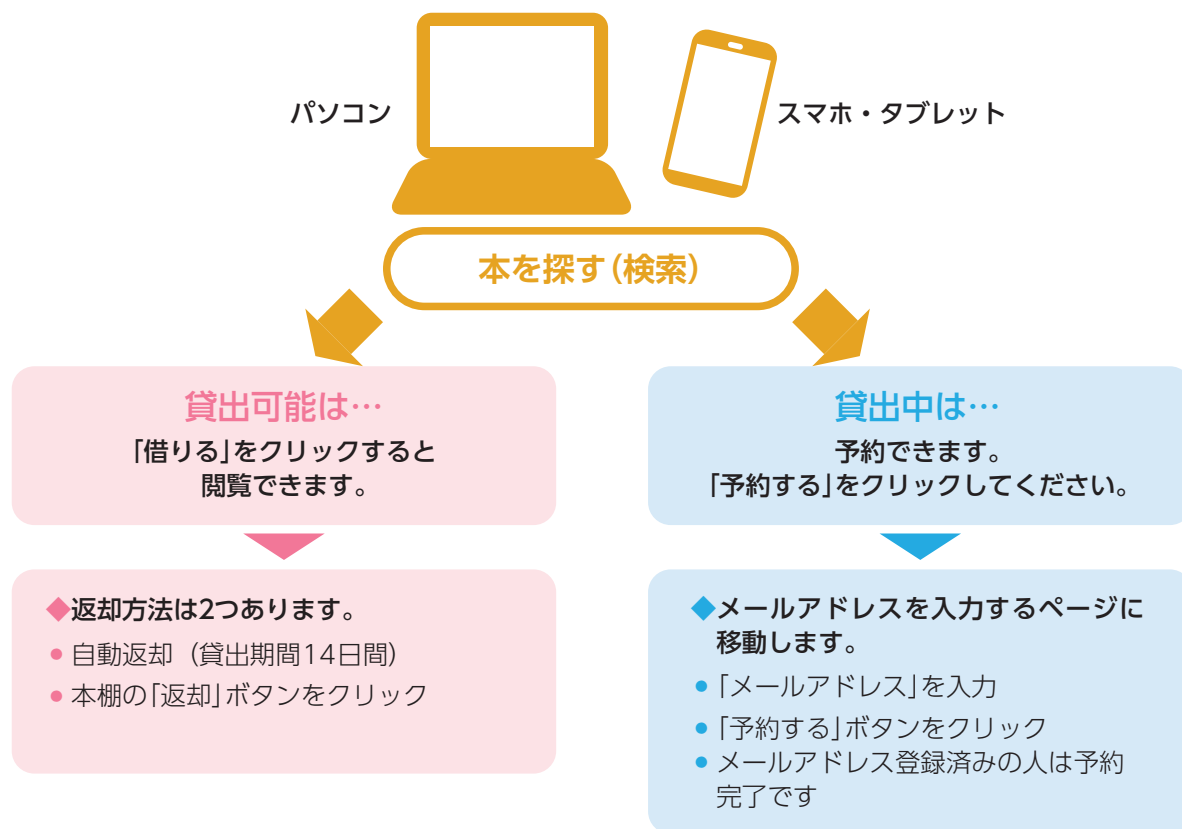 パソコン
スマホ・タブレット
本を探す(検索)
貸出可能は…
「借りる」をクリックすると
閲覧できます。
◆返却方法は2つあります。
● 自動返却（貸出期間14日間）
● 本棚の「返却」ボタンをクリック
貸出中は…
予約できます。
「予約する」をクリックしてください。
◆メールアドレスを入力するページに
移動します。
● 「メールアドレス」を入力
● 「予約する」ボタンをクリック
● メールアドレス登録済みの人は予約
完了です